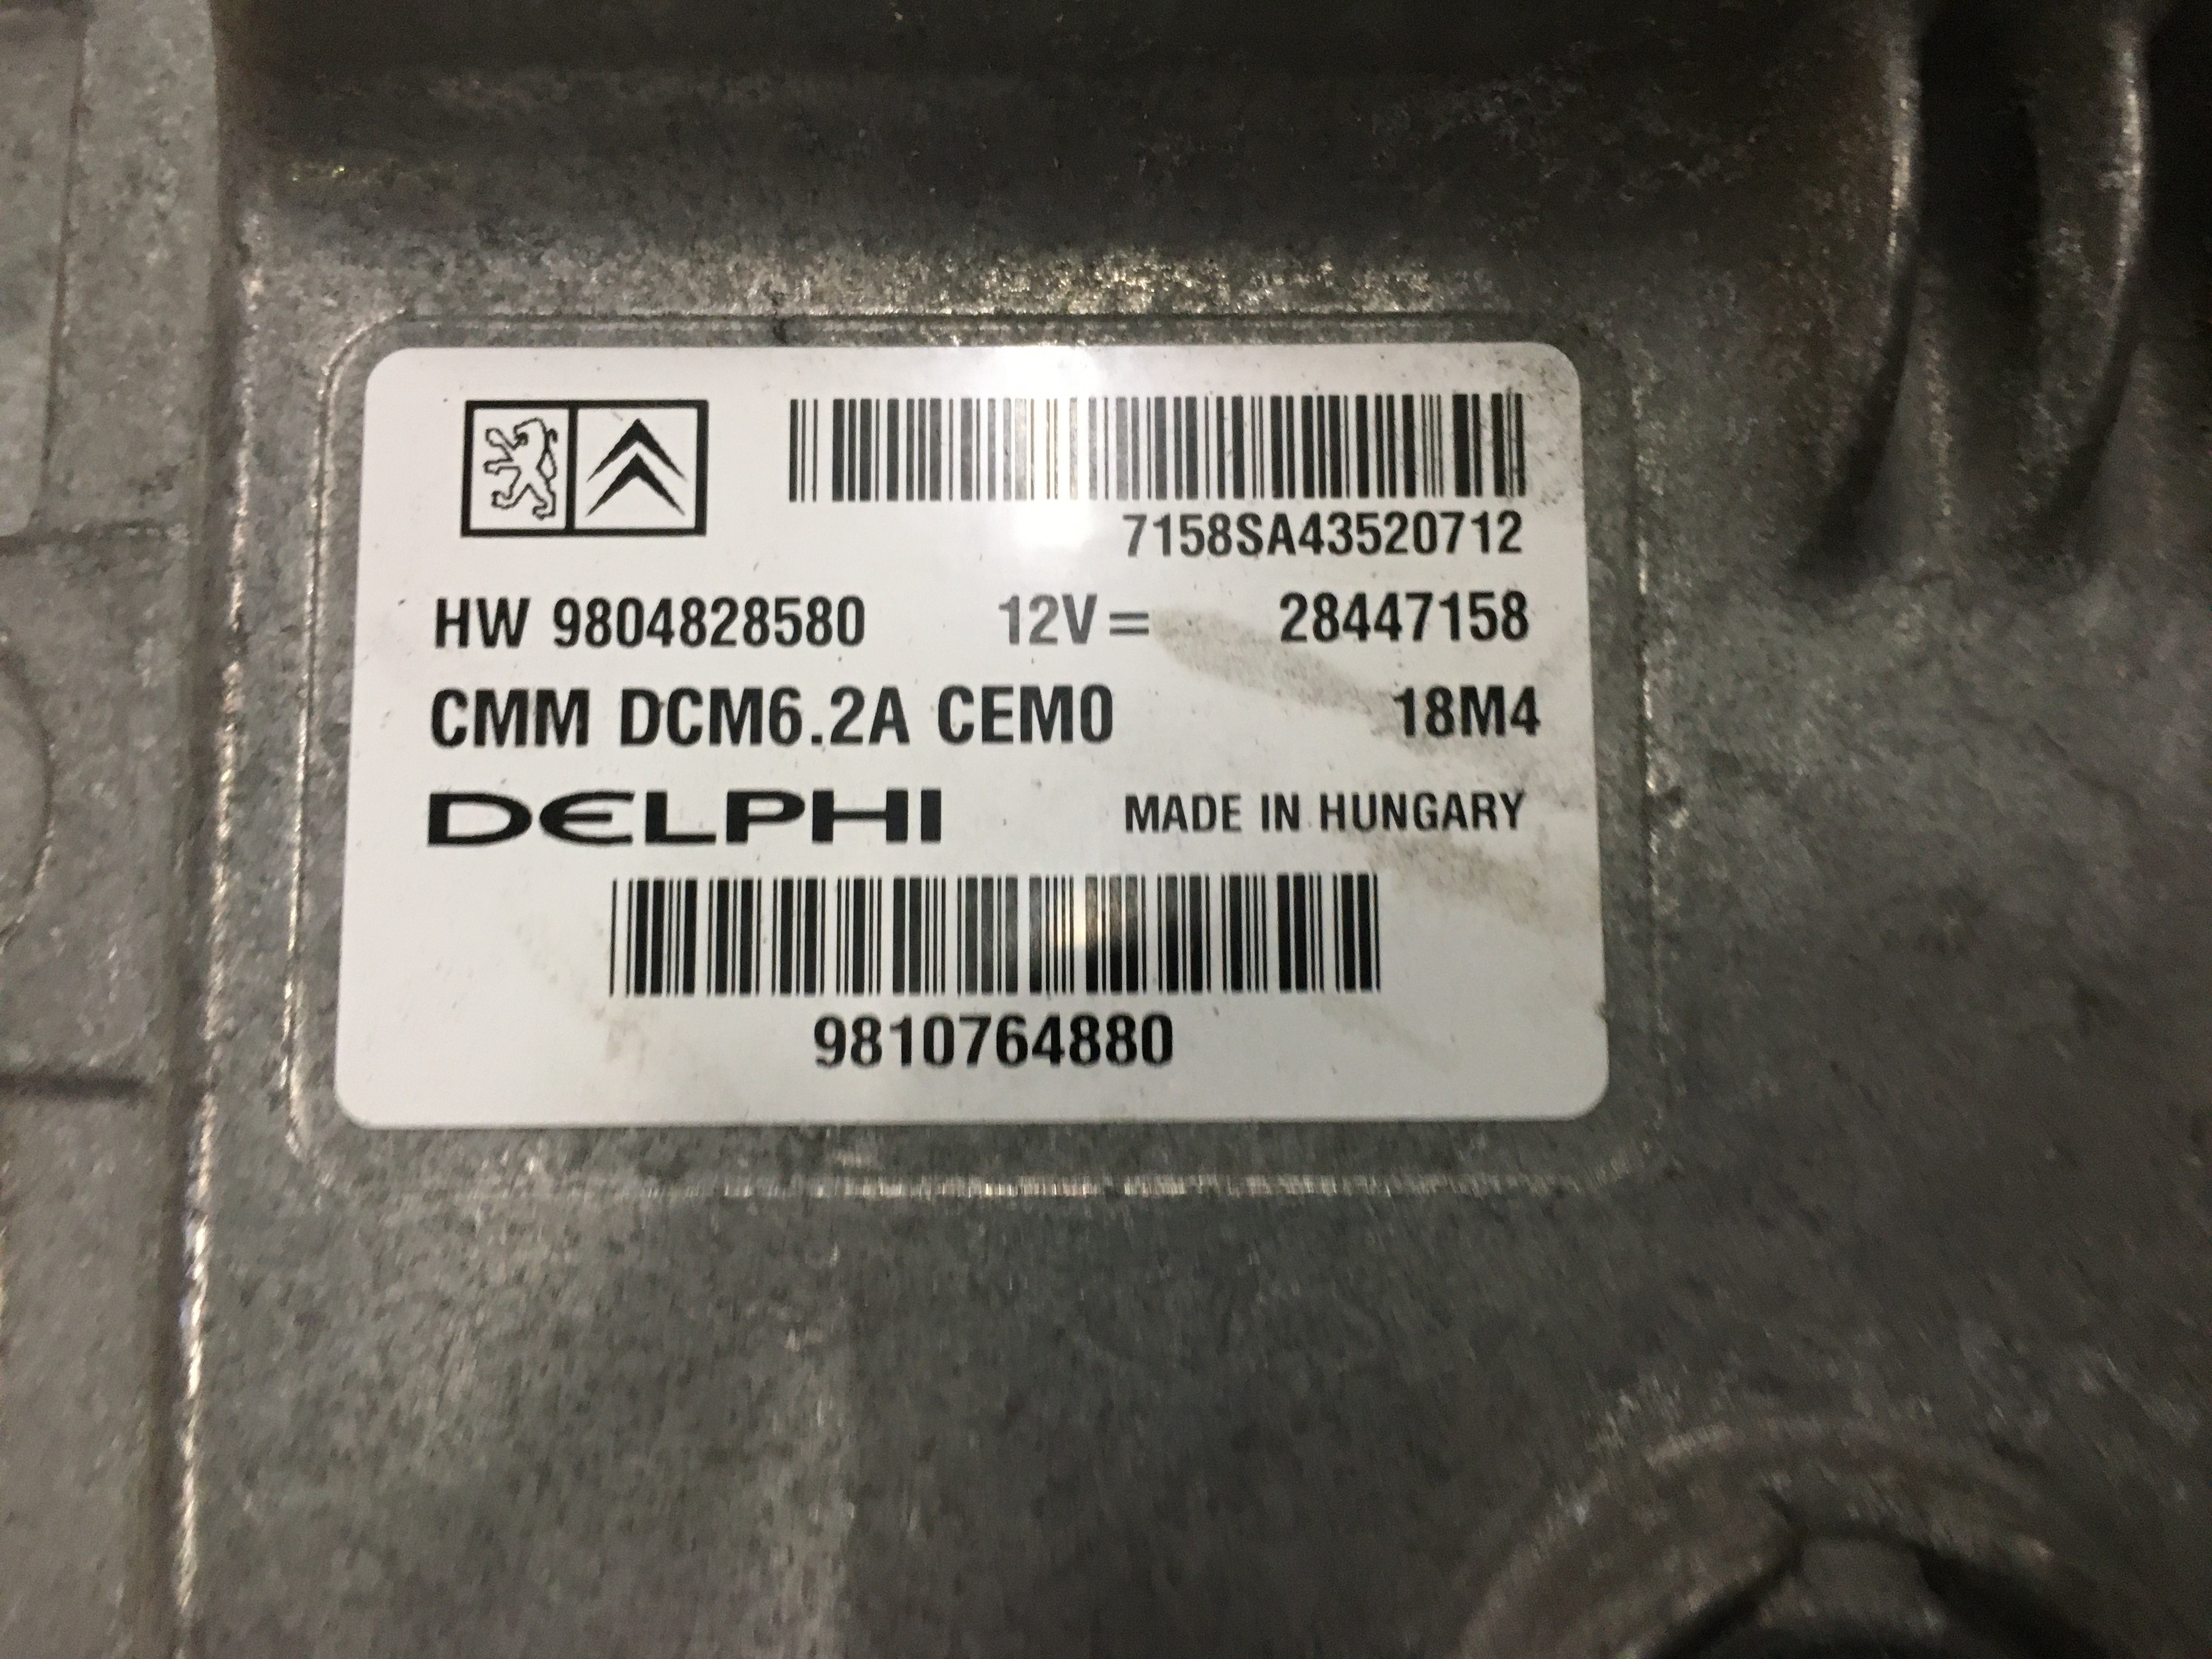 7158SA43520712
HW 9804828580 12V= 28447158
CMM DCM6.2A CEM0 18M4
DELPHI MADE IN HUNGARY
9810764880